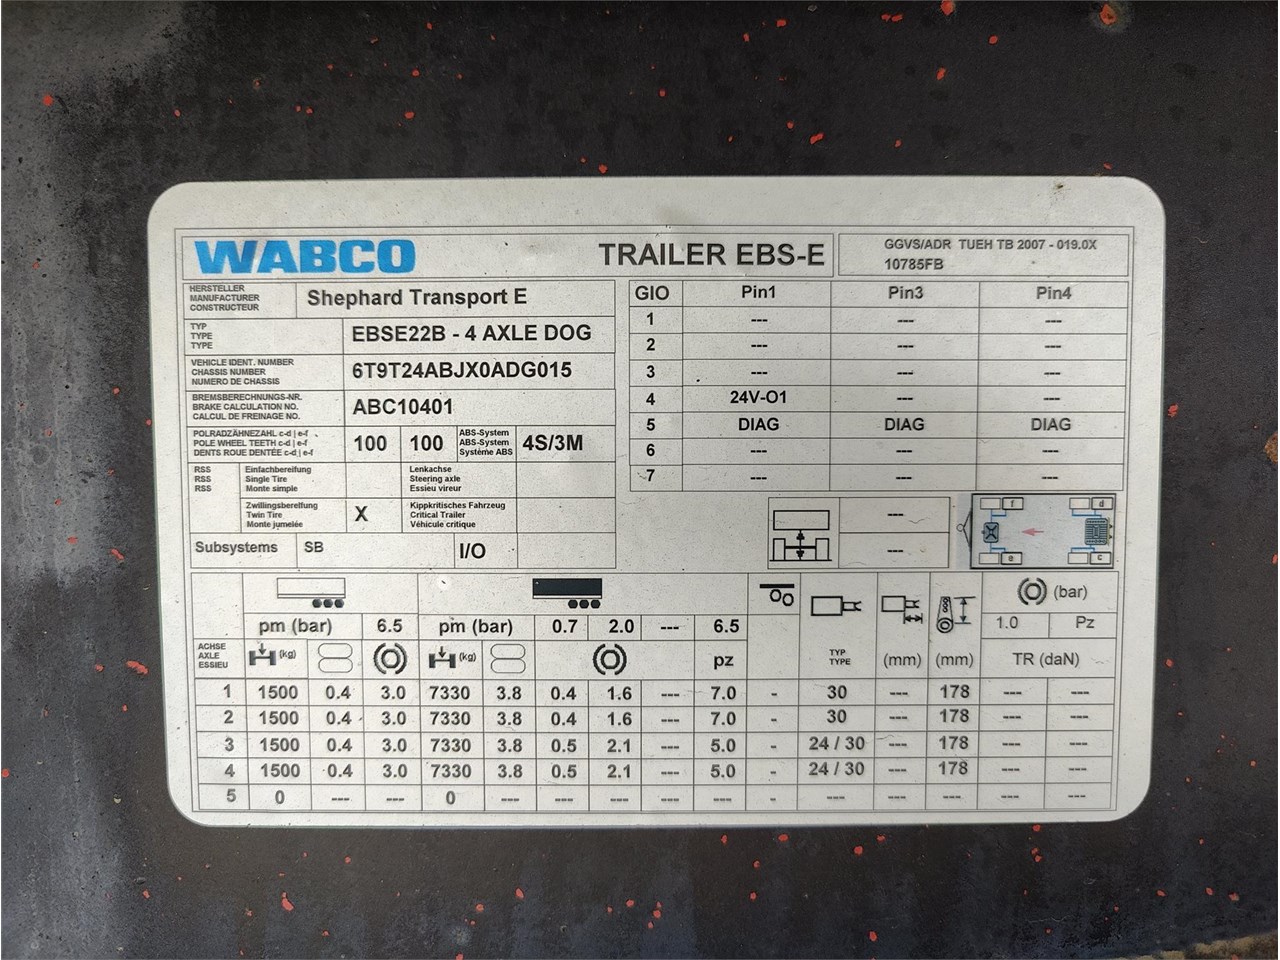 WABCO TRAILER EBS-E GGVS/ADR TUEH TB 2007 - 019.0X
10785FB
HERSTELLER
MANUFACTURER
CONSTRUCTEUR
Shephard Transport E
TYP
TYPE
TYPE
EBSE22B - 4 AXLE DOG
VEHICLE IDENT. NUMBER
CHASSIS NUMBER
NUMERO DE CHASSIS
6T9T24ABJX0ADG015
BREMSBERECHNUNGS-NR.
BRAKE CALCULATION NO.
CALCUL DE FREINAGE NO.
ABC10401
POLRADZÄHNEZAHL c-d | e-f
POLE WHEEL TEETH c-d | e-f
DENTS ROUE DENTÉE c-d | e-f
100 100
ABS-System
ABS-System
Système ABS
4S/3M
RSS
RSS
RSS
Einfachbereifung
Single Tire
Monte simple
Lenkachse
Steering axle
Essieu vireur
Zwillingsbereifung
Twin Tire
Monte jumelée
X
Kippkritisches Fahrzeug
Critical Trailer
Véhicule critique
Subsystems SB I/O
GIO Pin1 Pin3 Pin4
1 --- --- ---
2 --- --- ---
3 --- --- ---
4 24V-O1 --- ---
5 DIAG DIAG DIAG
6 --- --- ---
7 --- --- ---
---
---
f d
e c
pm (bar) 6.5 pm (bar) 0.7 2.0 --- 6.5
(bar)
1.0 Pz
ACHSE
AXLE
ESSIEU
(kg) (kg) pz
TYP
TYPE
(mm) (mm) TR (daN)
1 1500 0.4 3.0 7330 3.8 0.4 1.6 --- 7.0 - 30 --- 178 --- ---
2 1500 0.4 3.0 7330 3.8 0.4 1.6 --- 7.0 - 30 --- 178 --- ---
3 1500 0.4 3.0 7330 3.8 0.5 2.1 --- 5.0 - 24 / 30 --- 178 --- ---
4 1500 0.4 3.0 7330 3.8 0.5 2.1 --- 5.0 - 24 / 30 --- 178 --- ---
5 0 --- --- 0 --- --- --- --- --- - --- --- --- --- ---